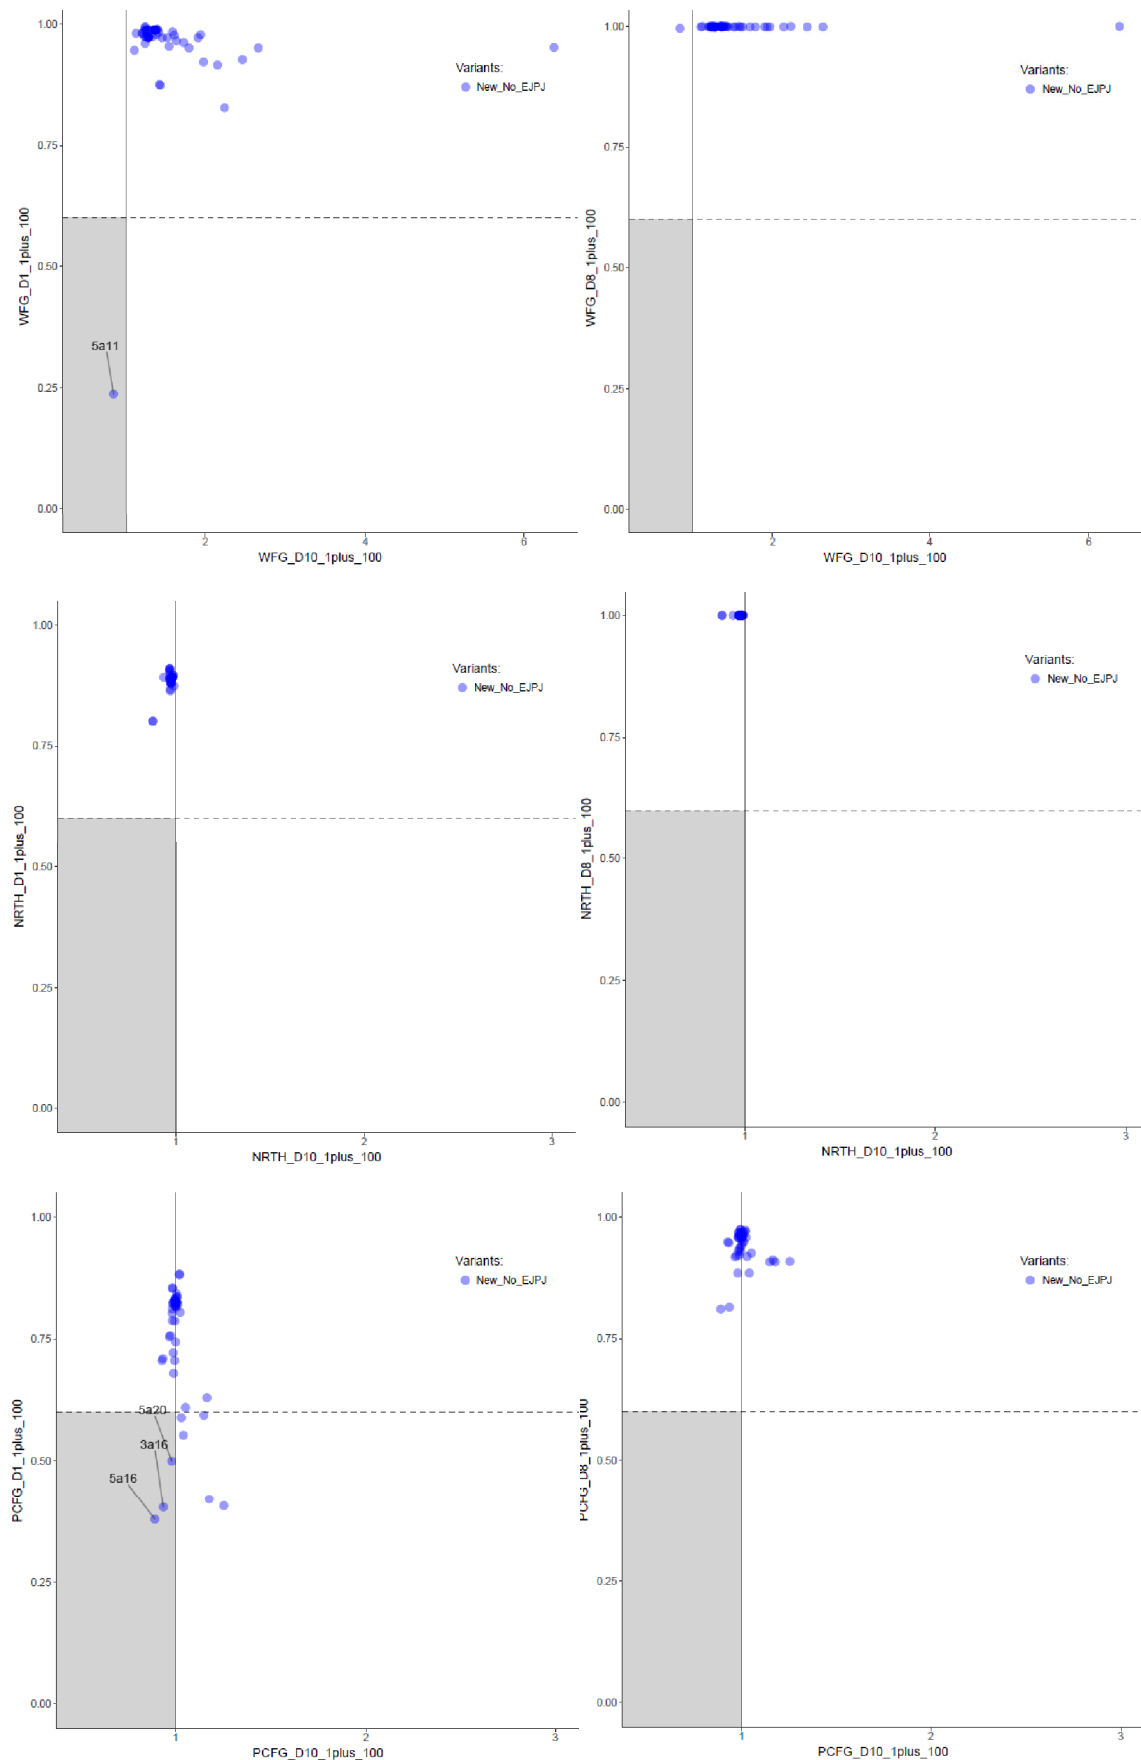 WFG_D1_1plus_100
1.00
0.75
0.50
0.25
0.00
Variants:
New_No_EJPJ
5a11
2
4
6
WFG_D10_1plus_100
WFG_D8_1plus_100
1.00
0.75
0.50
0.25
0.00
Variants:
New_No_EJPJ
2
4
6
WFG_D10_1plus_100
NRTH_D1_1plus_100
1.00
0.75
0.50
0.25
0.00
Variants:
New_No_EJPJ
1
2
3
NRTH_D10_1plus_100
NRTH_D8_1plus_100
1.00
0.75
0.50
0.25
0.00
Variants:
New_No_EJPJ
1
2
3
NRTH_D10_1plus_100
PCFG_D1_1plus_100
1.00
0.75
0.50
0.25
0.00
Variants:
New_No_EJPJ
5a20
3a16
5a16
1
2
3
PCFG_D10_1plus_100
PCFG_D8_1plus_100
1.00
0.75
0.50
0.25
0.00
Variants:
New_No_EJPJ
1
2
3
PCFG_D10_1plus_100